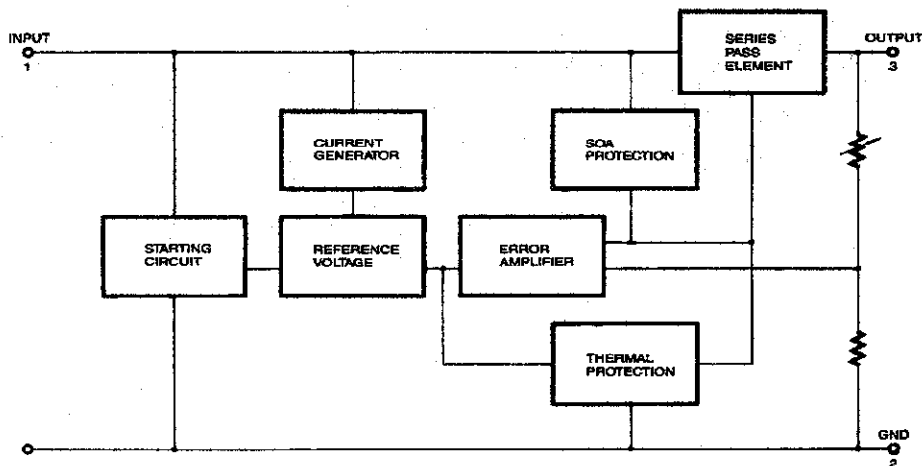 INPUT
1
SERIES
PASS
ELEMENT
OUTPUT
3
CURRENT
GENERATOR
SOA
PROTECTION
STARTING
CIRCUIT
REFERENCE
VOLTAGE
ERROR
AMPLIFIER
THERMAL
PROTECTION
GND
2